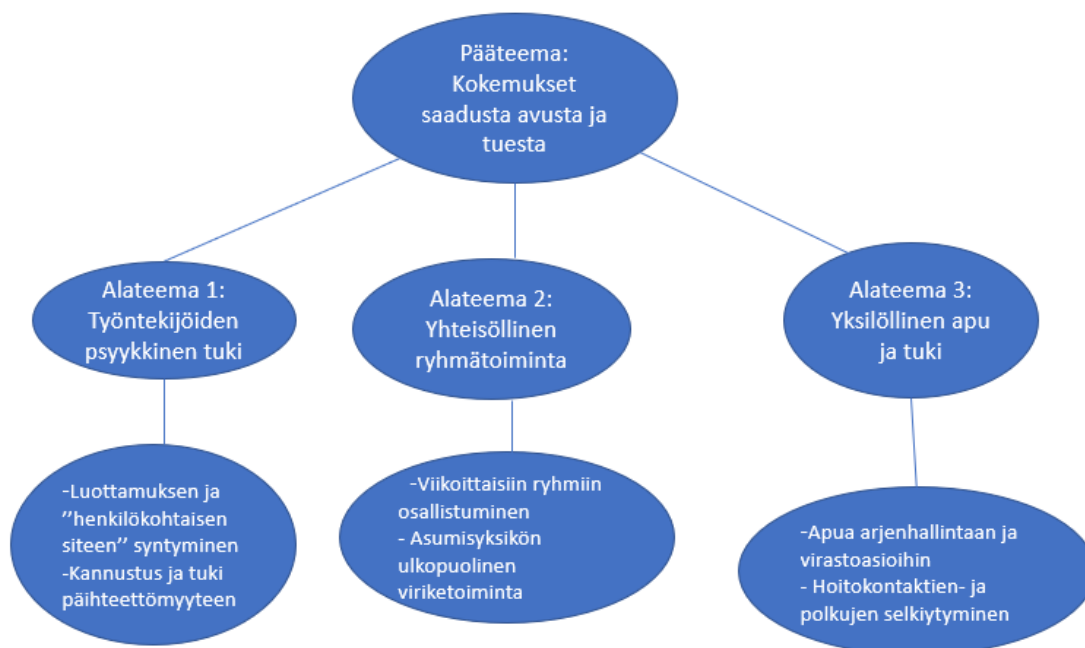 Pääteema:
Kokemukset
saadusta avusta ja
tuesta
Alateema 1:
Työntekijöiden
psyykkinen tuki
Alateema 2:
Yhteisöllinen
ryhmätoiminta
Alateema 3:
Yksilöllinen apu
ja tuki
-Luottamuksen ja
”henkilökohtaisen
siteen” syntyminen
-Kannustus ja tuki
päihteettömyyteen
-Viikoittaisiin ryhmiin
osallistuminen
- Asumisyksikön
ulkopuolinen
viriketoiminta
-Apua arjenhallintaan ja
virastoasioihin
- Hoitokontaktien- ja
polkujen selkiytyminen